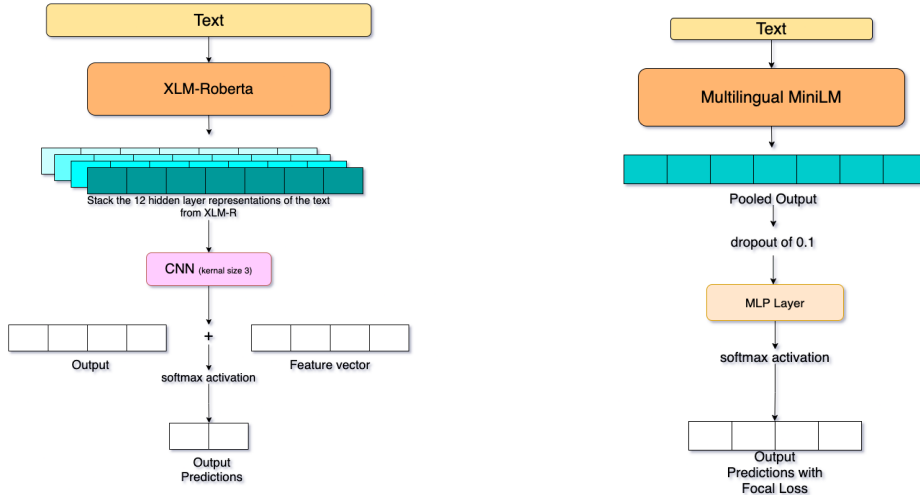 Text
XLM-Roberta
Stack the 12 hidden layer representations of the text
from XLM-R
CNN (kernal size 3)
+
Output
Feature vector
softmax activation
Output
Predictions
Text
Multilingual MiniLM
Pooled Output
dropout of 0.1
MLP Layer
softmax activation
Output
Predictions with
Focal Loss